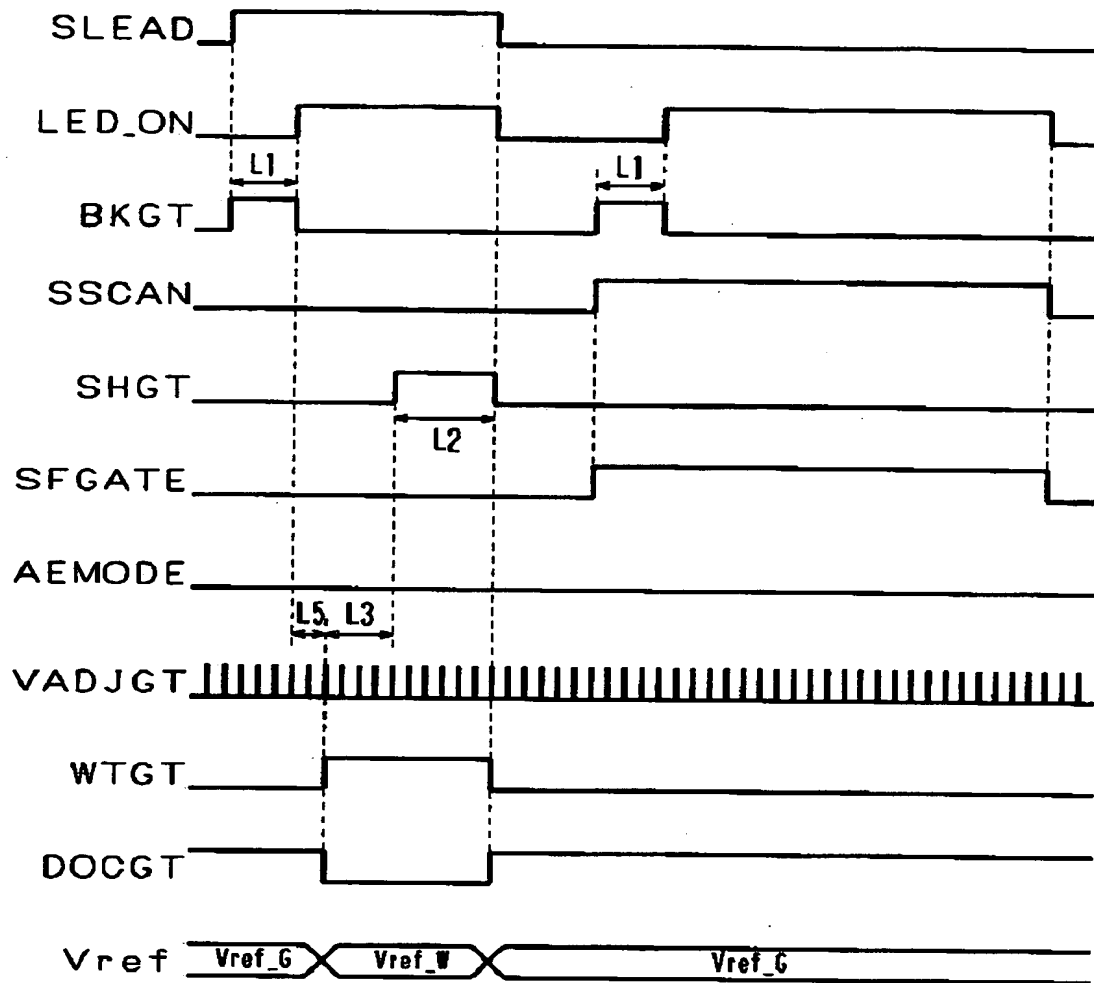 SLEAD
LED_ON
L1 L1
BKGT
SSCAN
SHGT
L2
SFGATE
AEMODE
L5 L3
VADJGT
WTGT
DOCGT
Vref Vref_G Vref_W Vref_G